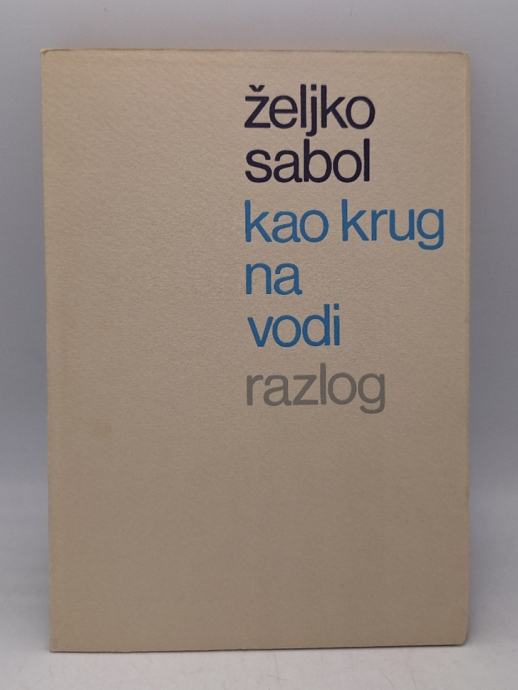 željko
sabol
kao krug
na
vodi
razlog